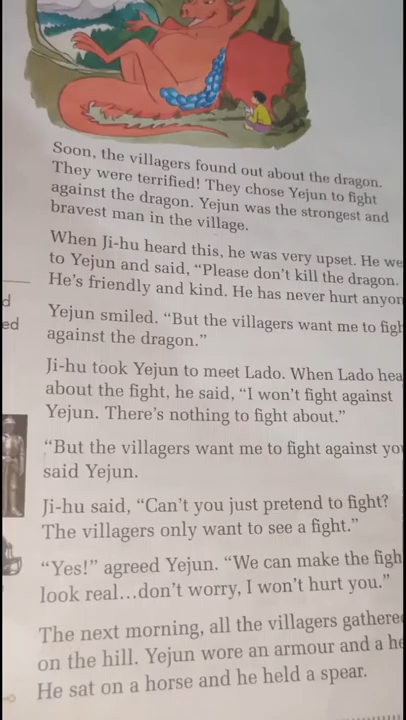 Soon, the villagers found out about the dragon.
They were terrified! They chose Yejun to fight
against the dragon. Yejun was the strongest and
bravest man in the village.
When Ji-hu heard this, he was very upset. He we
to Yejun and said, “Please don’t kill the dragon.
He’s friendly and kind. He has never hurt anyon
d
ed
Yejun smiled. “But the villagers want me to figh
against the dragon.”
Ji-hu took Yejun to meet Lado. When Lado hea
about the fight, he said, “I won’t fight against
Yejun. There’s nothing to fight about.”
“But the villagers want me to fight against yo
said Yejun.
Ji-hu said, “Can’t you just pretend to fight?
The villagers only want to see a fight.”
“Yes!” agreed Yejun. “We can make the figh
look real…don’t worry, I won’t hurt you.”
The next morning, all the villagers gathere
on the hill. Yejun wore an armour and a he
He sat on a horse and he held a spear.